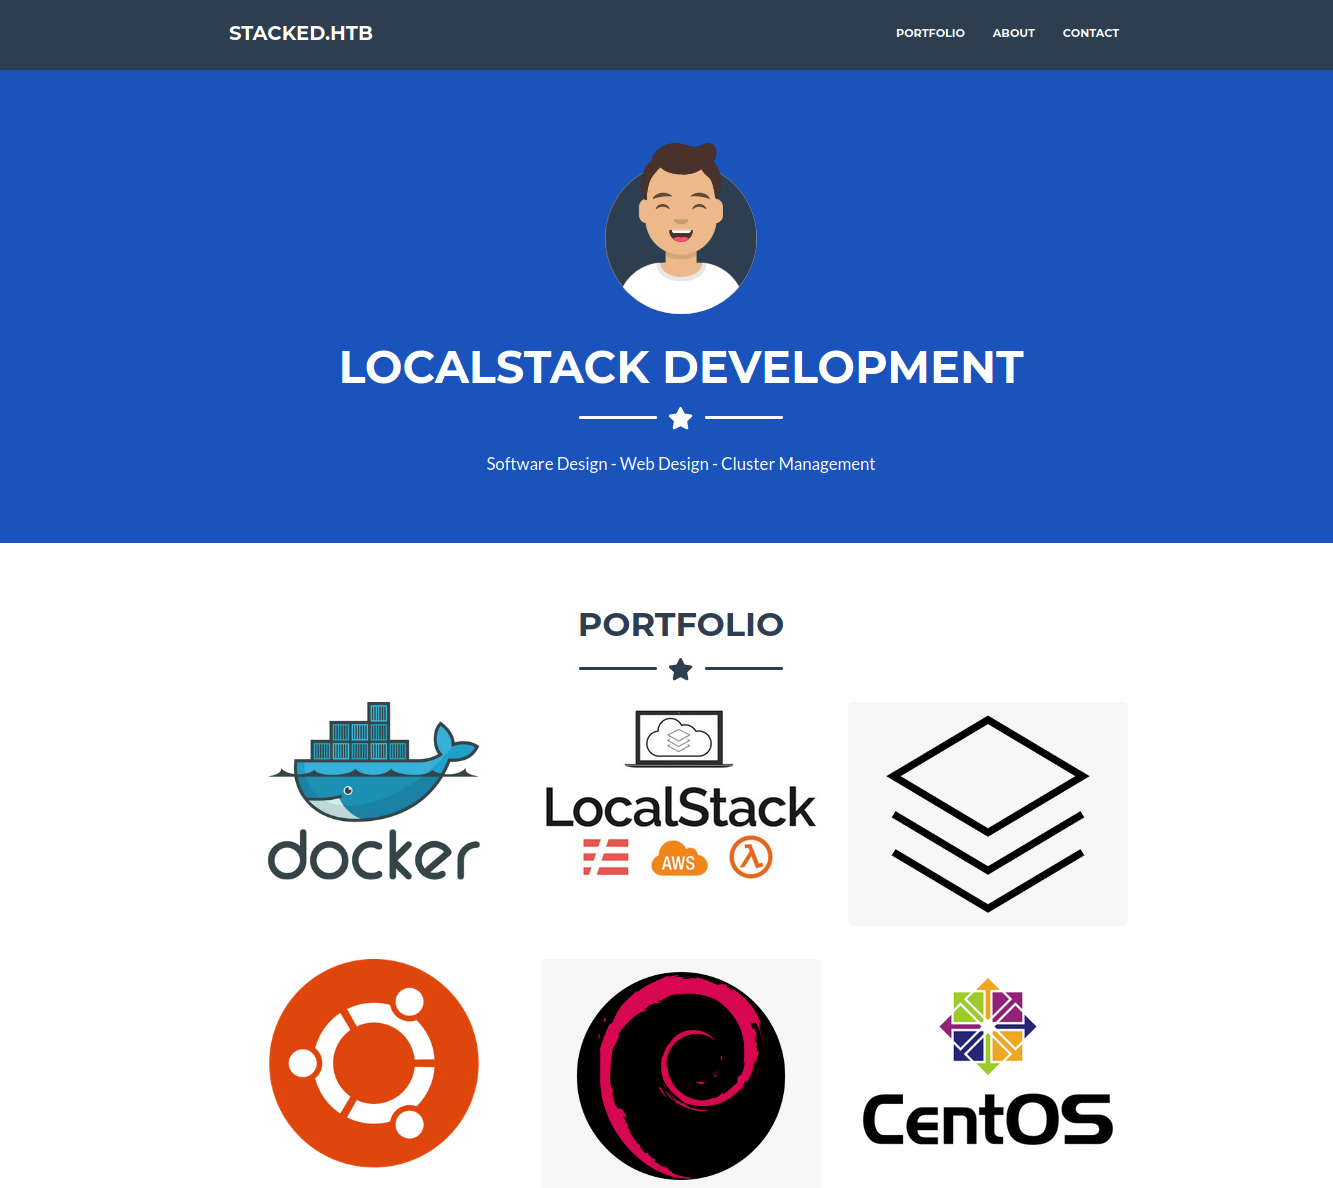 STACKED.HTB
PORTFOLIO ABOUT CONTACT
LOCALSTACK DEVELOPMENT
Software Design - Web Design - Cluster Management
PORTFOLIO
docker
LocalStack
AWS
CentOS